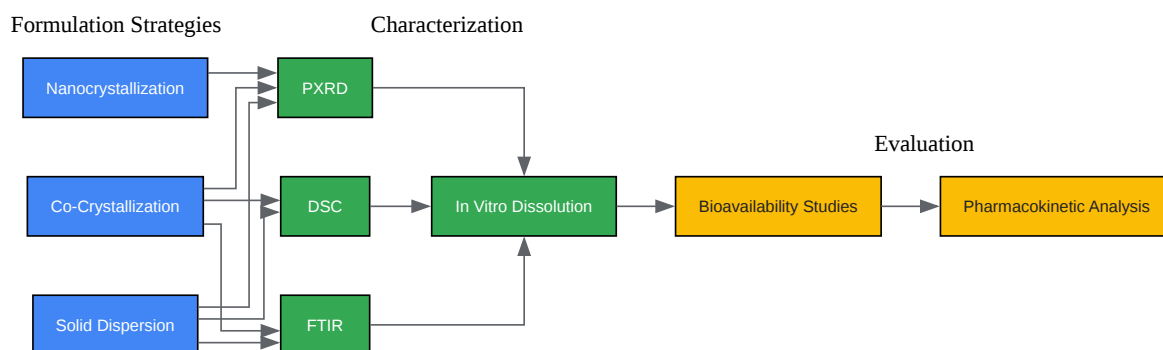 Formulation Strategies
Characterization
Nanocrystallization
PXRD
Evaluation
Co-Crystallization
DSC
In Vitro Dissolution
Bioavailability Studies
Pharmacokinetic Analysis
Solid Dispersion
FTIR